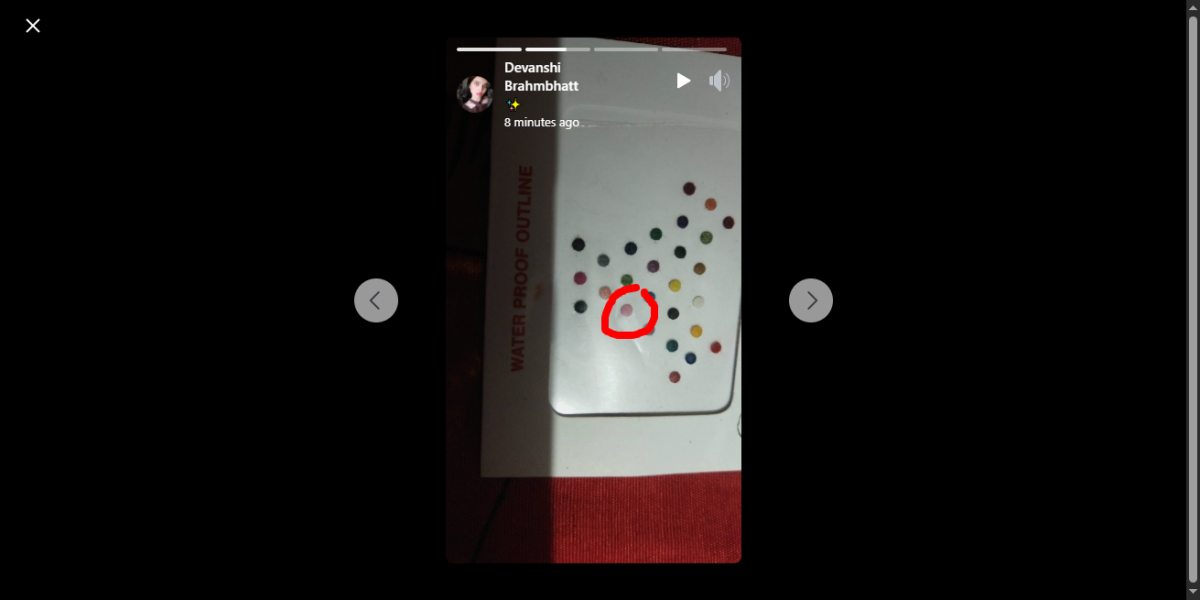 Devanshi
Brahmbhatt
✨
8 minutes ago
WATER PROOF OUTLINE